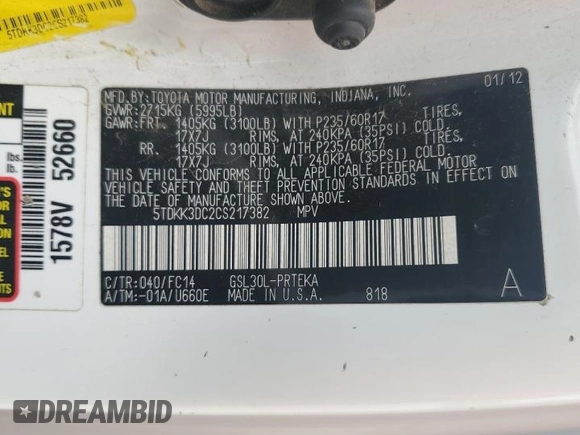 5TDKK3DC2CS217382
MFD.BY:TOYOTA MOTOR MANUFACTURING, INDIANA, INC. 01/12
GVWR:2715KG (5995LB)
GAWR:FRT. 1405KG (3100LB) WITH P235/60R17 TIRES,
17X7J RIMS, AT 240KPA (35PSI) COLD.
RR. 1405KG (3100LB) WITH P235/60R17 TIRES,
17X7J RIMS, AT 240KPA (35PSI) COLD.
THIS VEHICLE CONFORMS TO ALL APPLICABLE FEDERAL MOTOR
VEHICLE SAFETY AND THEFT PREVENTION STANDARDS IN EFFECT ON
THE DATE OF MANUFACTURE SHOWN ABOVE.
5TDKK3DC2CS217382 MPV
C/TR:040/FC14 GSL30L-PRTEKA
A/TM:-01A/U660E MADE IN U.S.A. 818 A
NT
lbs.
lb.
1578V 52660
DREAMBID